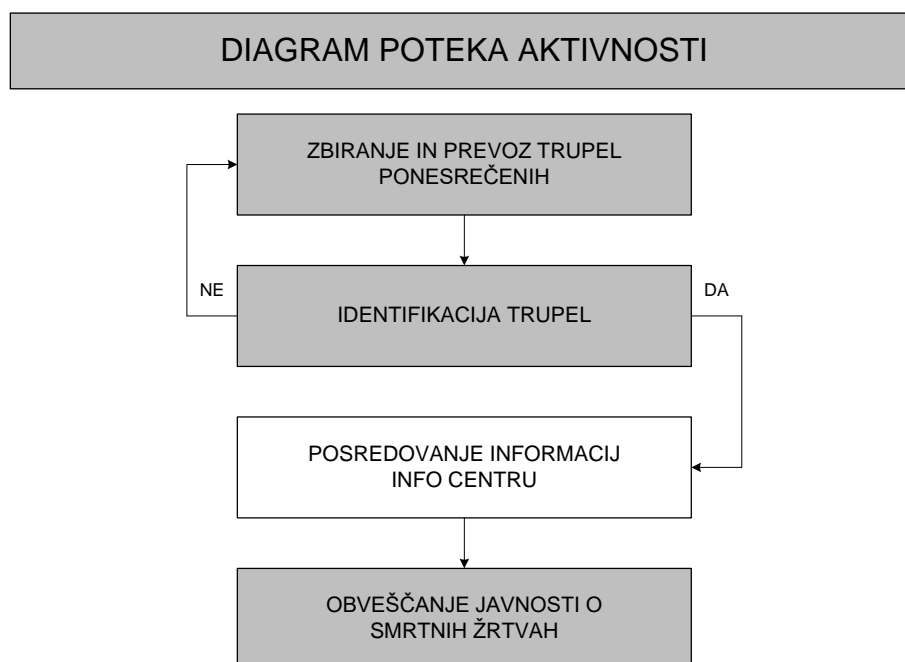 DIAGRAM POTEKA AKTIVNOSTI
ZBIRANJE IN PREVOZ TRUPEL
PONESREČENIH
NE
DA
IDENTIFIKACIJA TRUPEL
POSREDOVANJE INFORMACIJ
INFO CENTRU
OBVEŠČANJE JAVNOSTI O
SMRTNIH ŽRTVAH